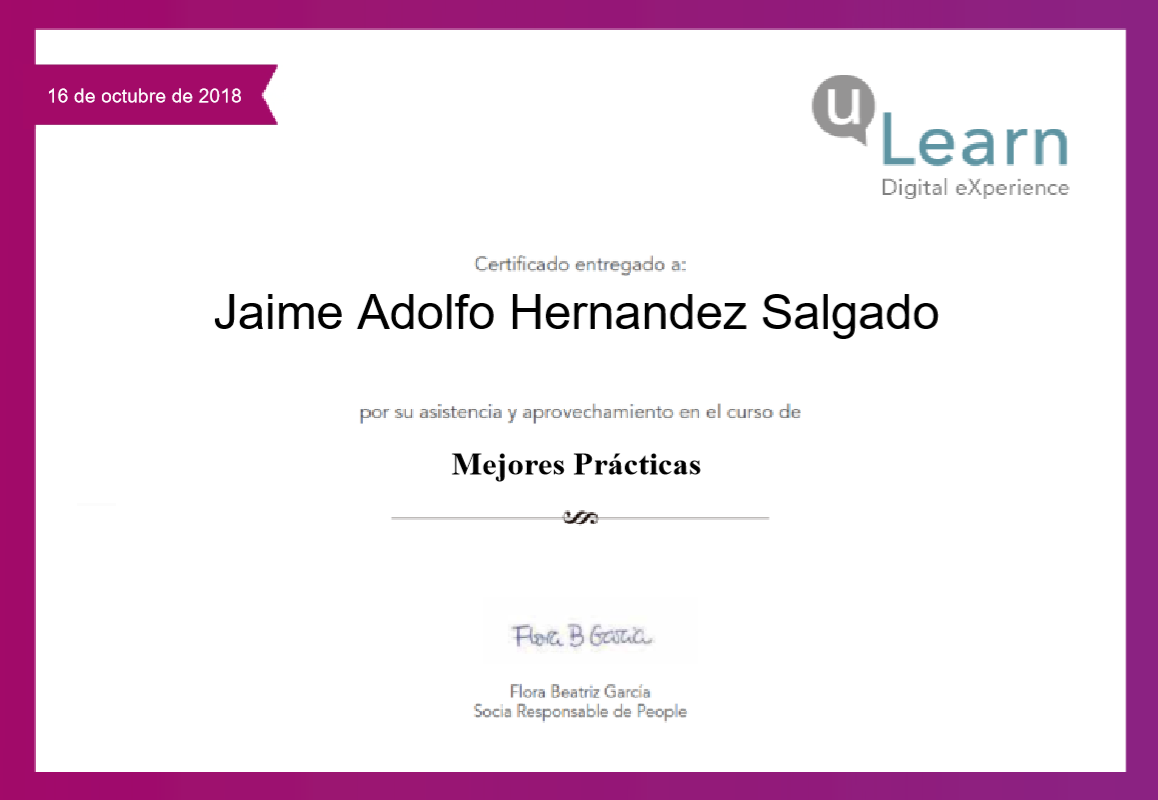 16 de octubre de 2018
u
Learn
Digital eXperience
Certificado entregado a:
Jaime Adolfo Hernandez Salgado
por su asistencia y aprovechamiento en el curso de
Mejores Prácticas
Flora B Garcia
Flora Beatriz García
Socia Responsable de People